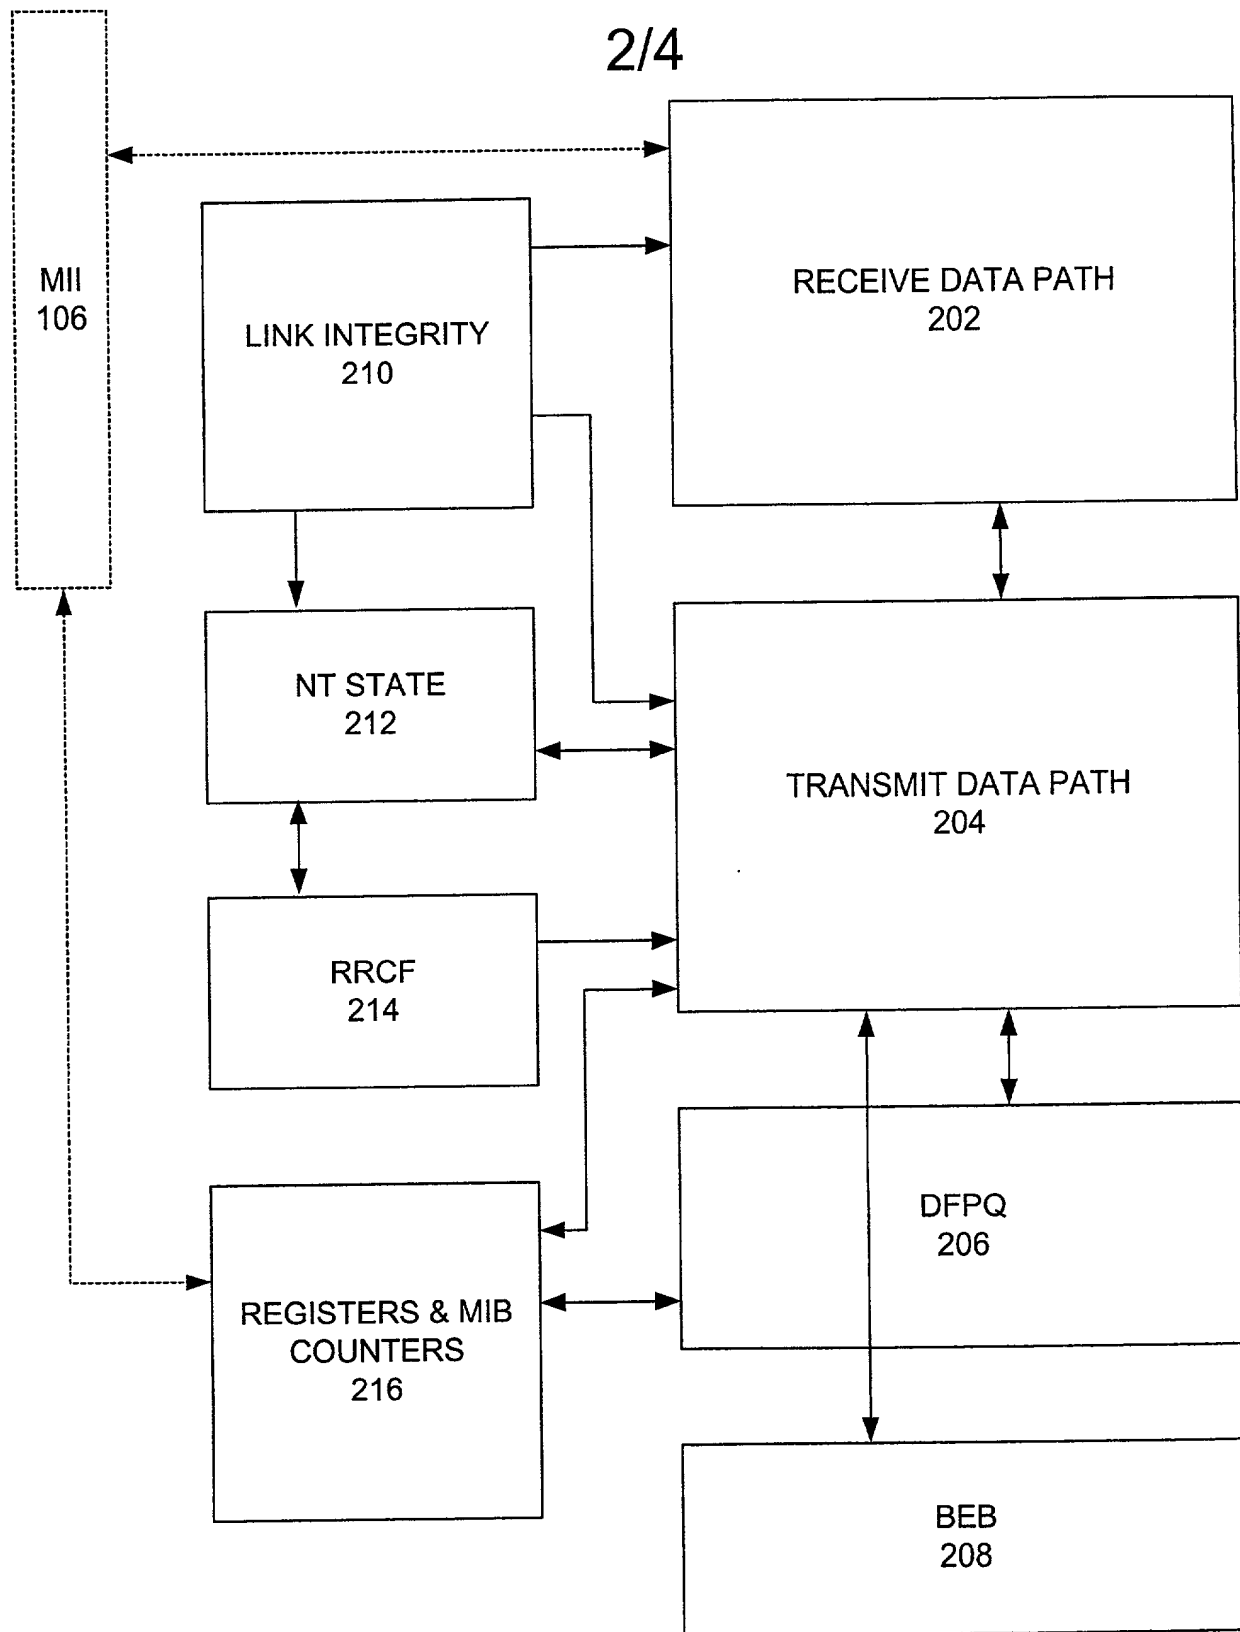 2/4
MII
106
RECEIVE DATA PATH
202
LINK INTEGRITY
210
NT STATE
212
TRANSMIT DATA PATH
204
RRCF
214
DFPQ
206
REGISTERS & MIB
COUNTERS
216
BEB
208